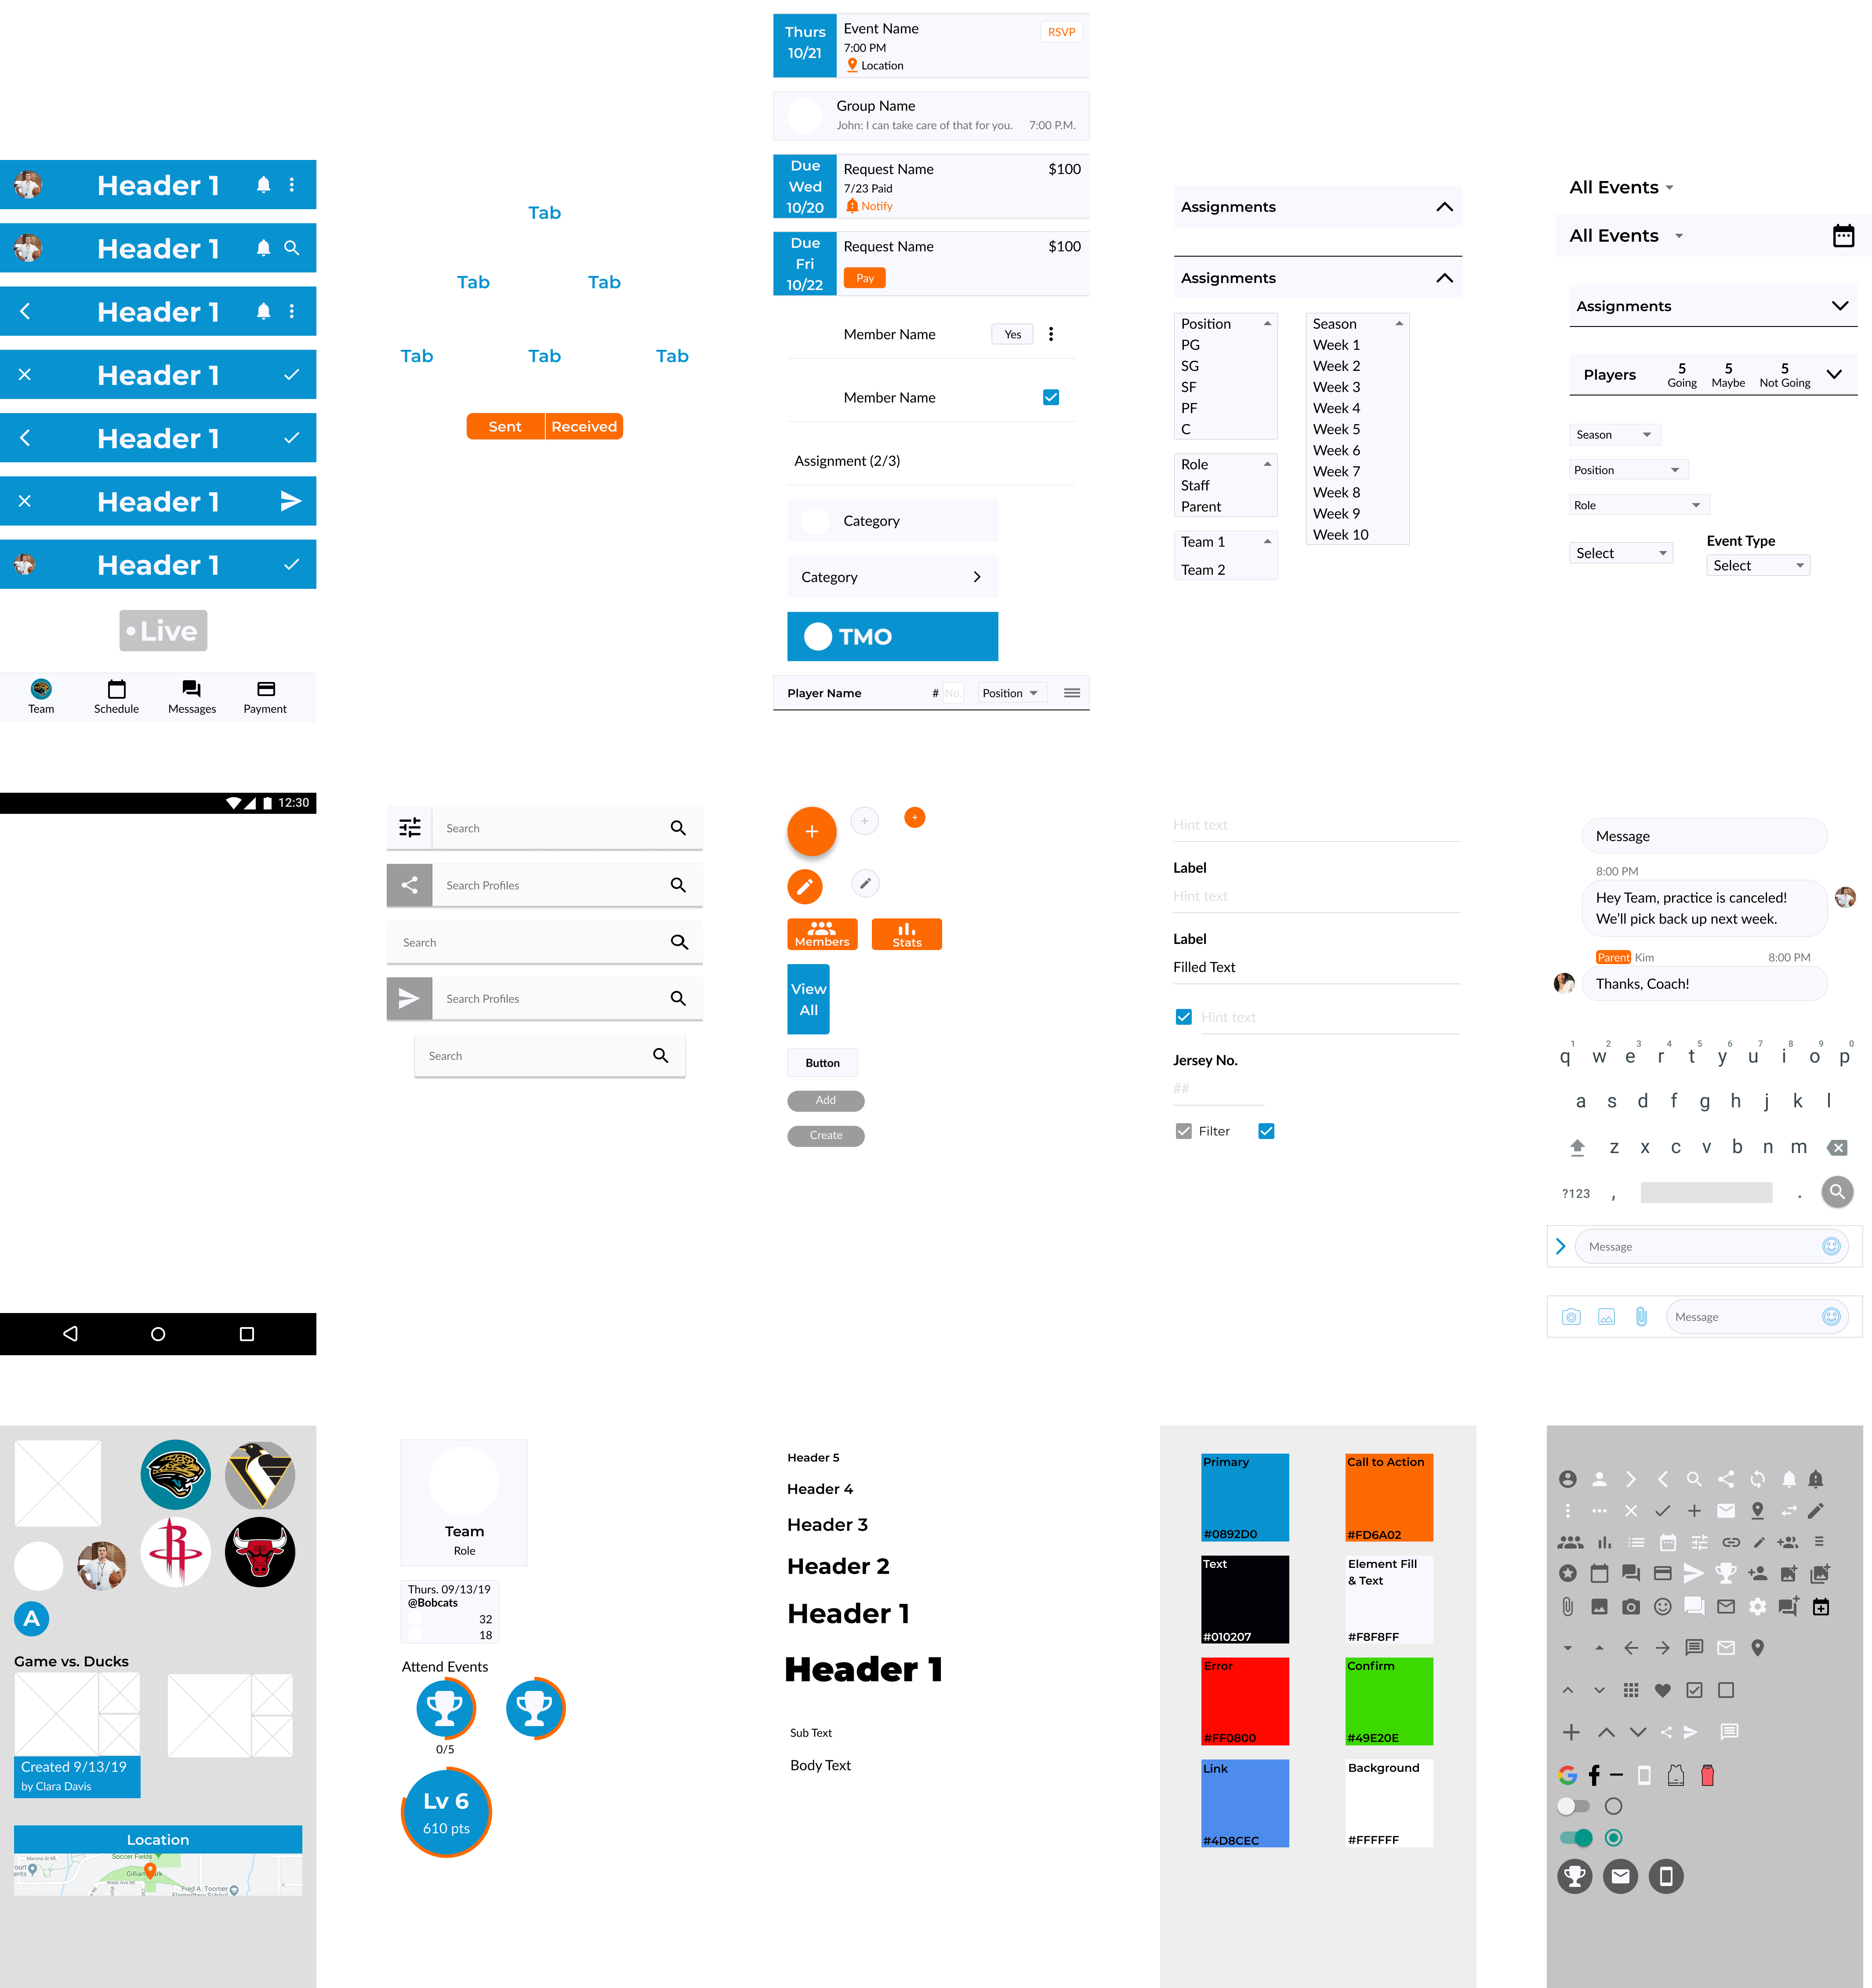 Header 1
Header 1
Header 1
Header 1
Header 1
Header 1
Header 1
• Live
Team Schedule Messages Payment
Tab
Tab Tab
Tab Tab Tab
Sent Received
Thurs
10/21
Event Name
7:00 PM
Location
RSVP
Group Name
John: I can take care of that for you. 7:00 P.M.
Due
Wed
10/20
Request Name $100
7/23 Paid
Notify
Due
Fri
10/22
Request Name $100
Pay
Member Name Yes
Member Name
Assignment (2/3)
Category
Category
TMO
Player Name # No. Position
Assignments
Assignments
Position
PG
SG
SF
PF
C
Role
Staff
Parent
Team 1
Team 2
Season
Week 1
Week 2
Week 3
Week 4
Week 5
Week 6
Week 7
Week 8
Week 9
Week 10
All Events
All Events
Assignments
Players
5 5 5
Going Maybe Not Going
Season
Position
Role
Select
Event Type
Select
12:30
Search
Search Profiles
Search
Search Profiles
Search
Members Stats
View
All
Button
Add
Create
Hint text
Label
Hint text
Label
Filled Text
Hint text
Jersey No.
##
Filter
Message
8:00 PM
Hey Team, practice is canceled!
We'll pick back up next week.
Parent Kim 8:00 PM
Thanks, Coach!
1 2 3 4 5 6 7 8 9 0
q w e r t y u i o p
a s d f g h j k l
z x c v b n m
?123 , .
Message
Message
A
Game vs. Ducks
Created 9/13/19
by Clara Davis
Location
Soccer Fields
Fred A. Toomer
Elementary School
Team
Role
Thurs. 09/13/19
@Bobcats
32
18
Attend Events
0/5
Lv 6
610 pts
Header 5
Header 4
Header 3
Header 2
Header 1
Header 1
Sub Text
Body Text
Primary
#0892D0
Call to Action
#FD6A02
Text
#010207
Element Fill
& Text
#F8F8FF
Error
#FF0800
Confirm
#49E20E
Link
#4D8CEC
Background
#FFFFFF